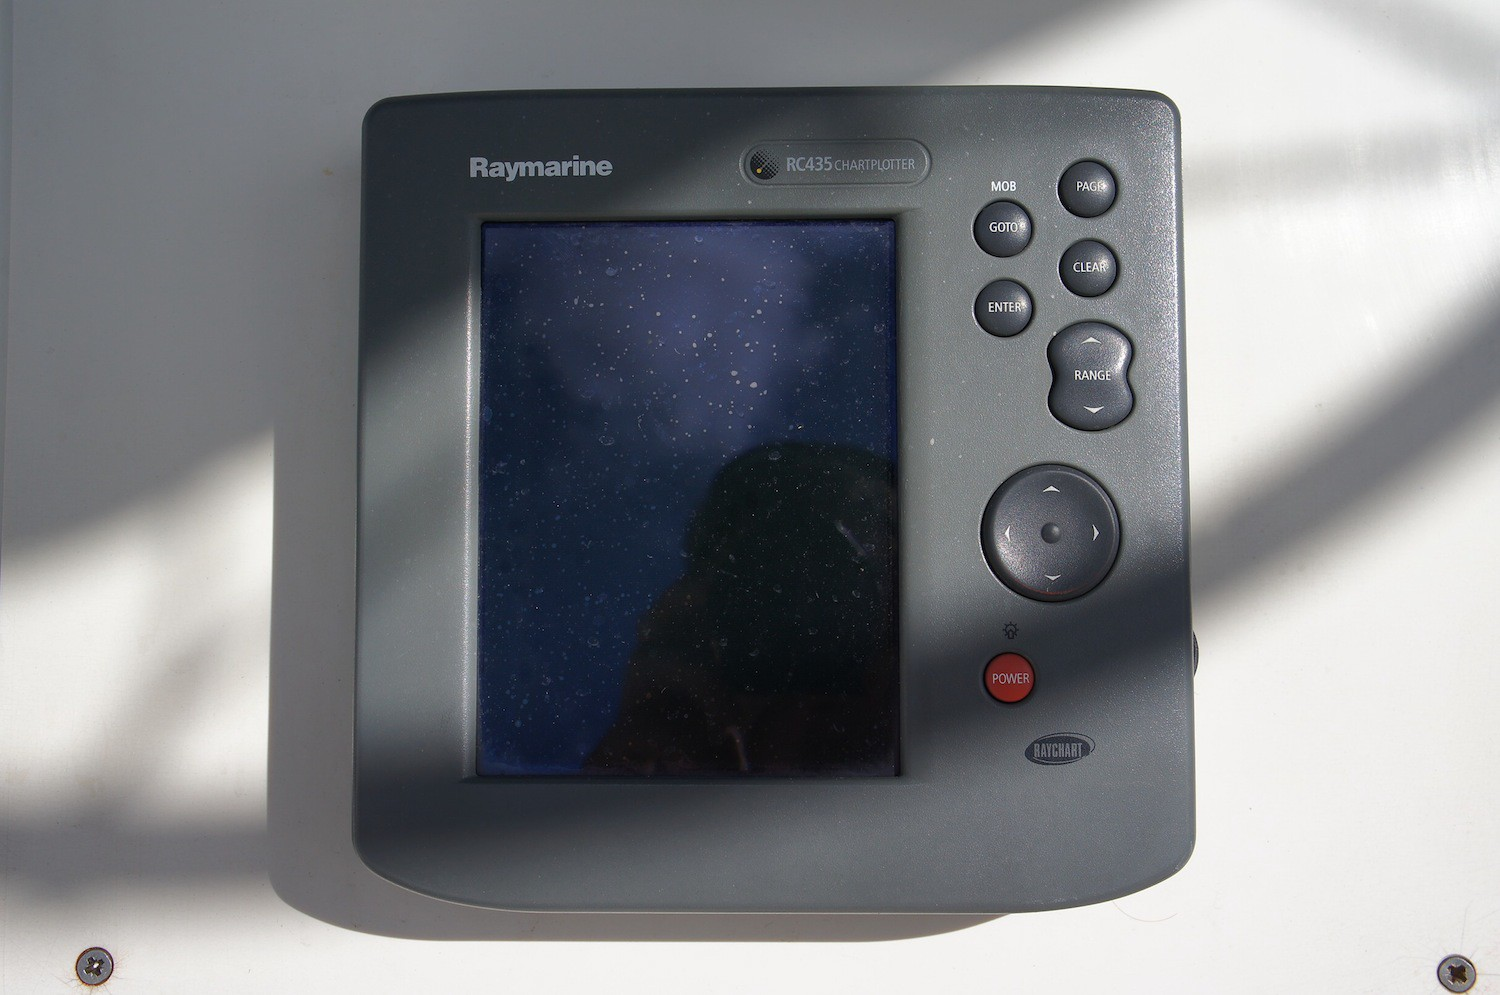 Raymarine
RC435 CHARTPLOTTER
MOB
PAGE
GOTO
CLEAR
ENTER
RANGE
POWER
RAYCHART